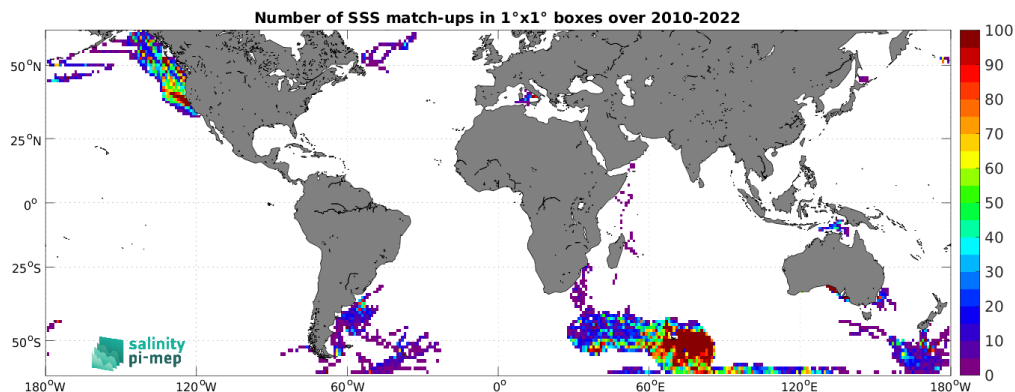 Number of SSS match-ups in 1°x1° boxes over 2010-2022
50°N
25°N
0°
25°S
50°S
180°W
120°W
60°W
0°
60°E
120°E
180°W
100
90
80
70
60
50
40
30
20
10
0
salinity
pi-mep